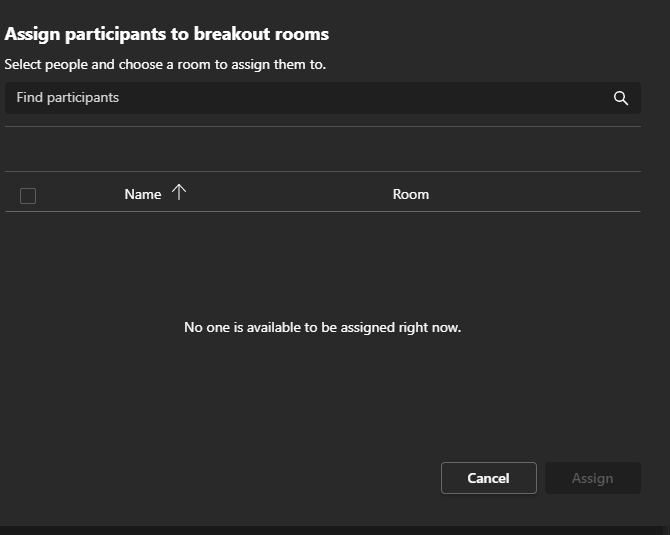 Assign participants to breakout rooms
Select people and choose a room to assign them to.
Find participants
Name Room
No one is available to be assigned right now.
Cancel Assign